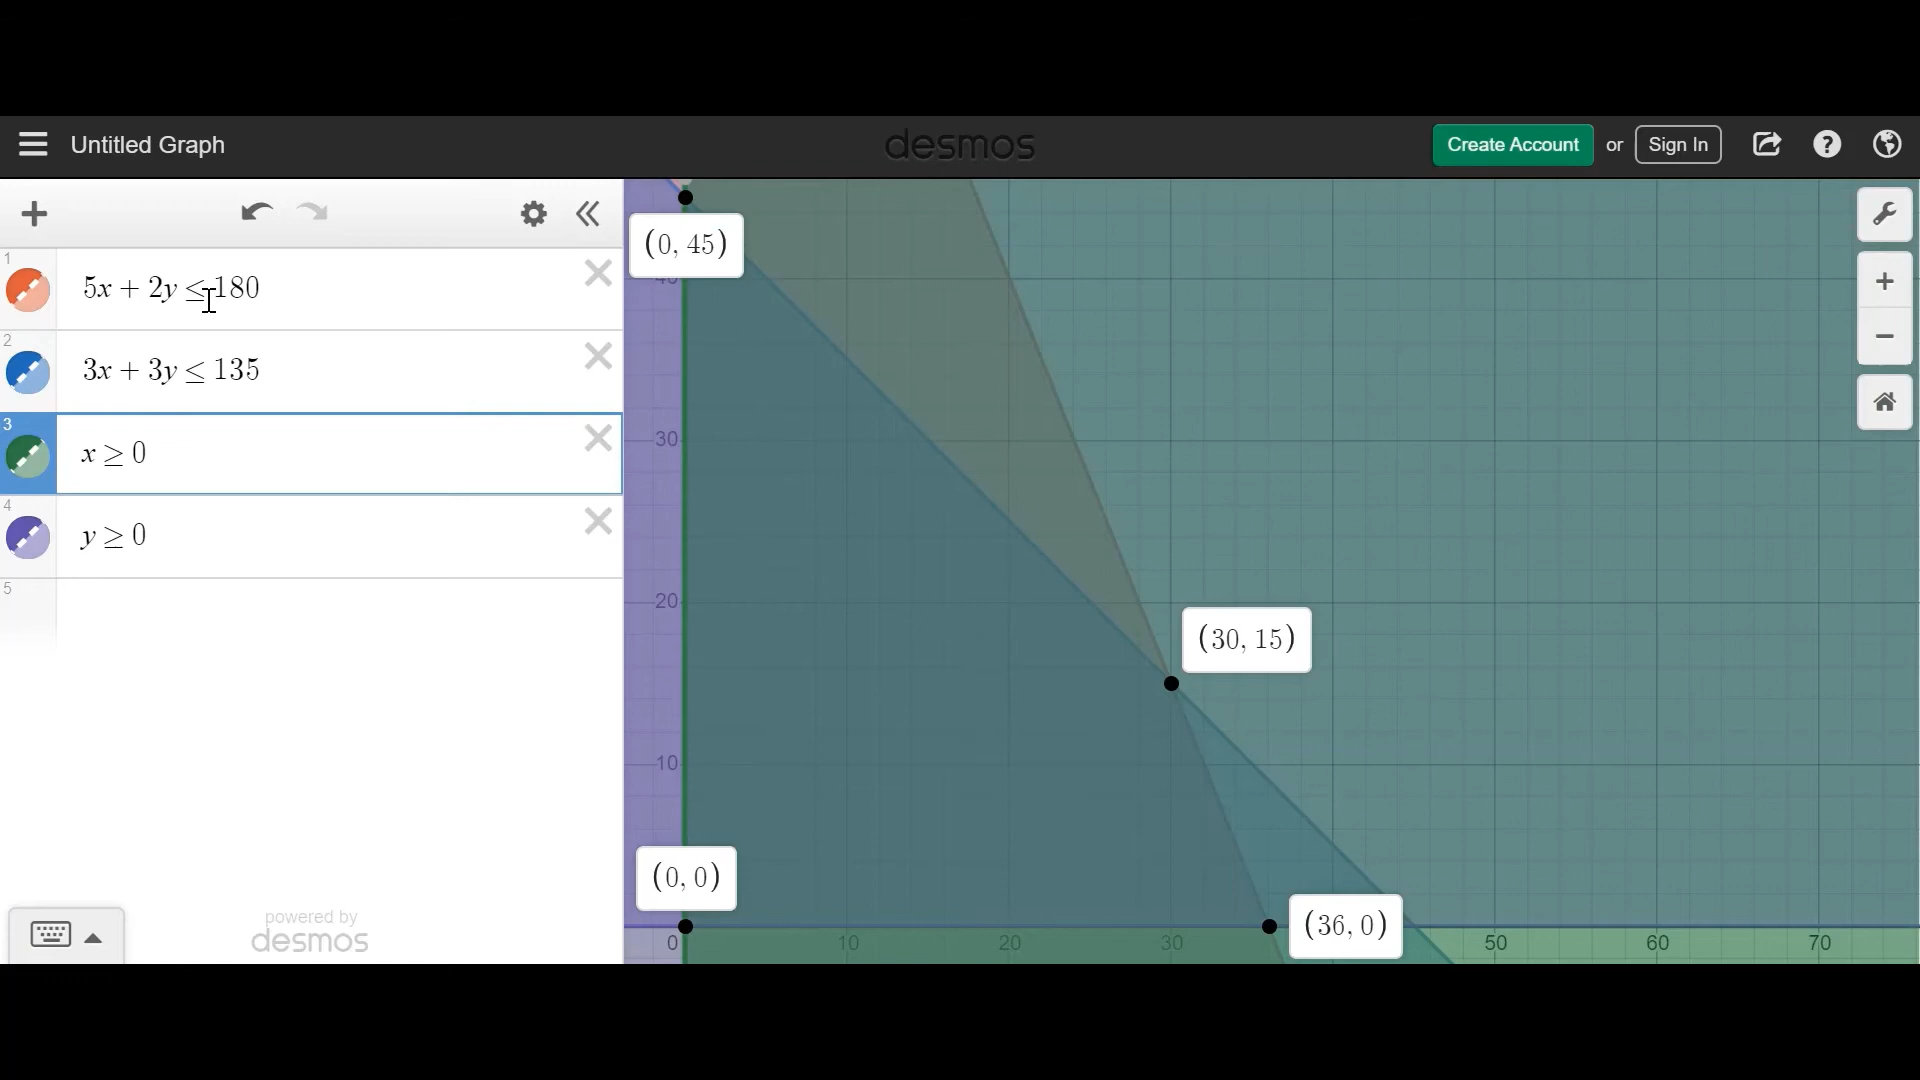 Untitled Graph
desmos
Create Account
or
Sign In
1
5x + 2y ≤ 180
2
3x + 3y ≤ 135
3
x ≥ 0
4
y ≥ 0
5
powered by
desmos
(0, 45)
40
30
(30, 15)
20
10
(0, 0)
(36, 0)
0
10
20
30
50
60
70